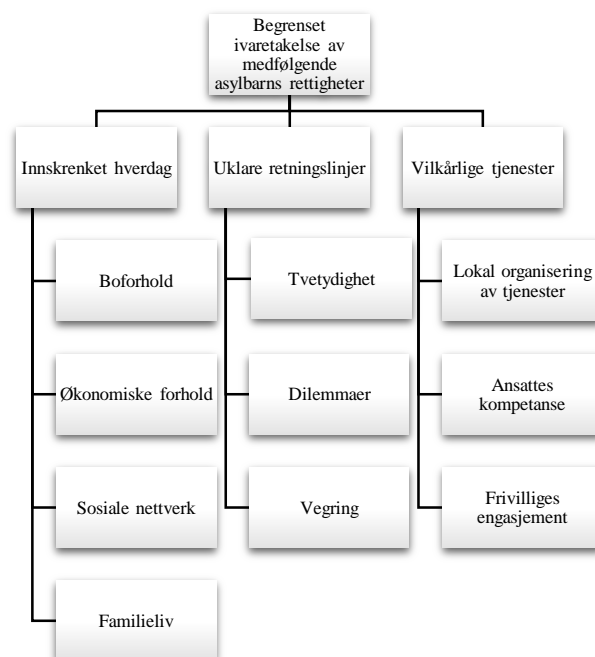 Begrenset
ivaretakelse av
medfølgende
asylbarns rettigheter
Innskrenket hverdag
Uklare retningslinjer
Vilkårlige tjenester
Boforhold
Økonomiske forhold
Sosiale nettverk
Familieliv
Tvetydighet
Dilemmaer
Vegring
Lokal organisering
av tjenester
Ansattes
kompetanse
Frivilliges
engasjement